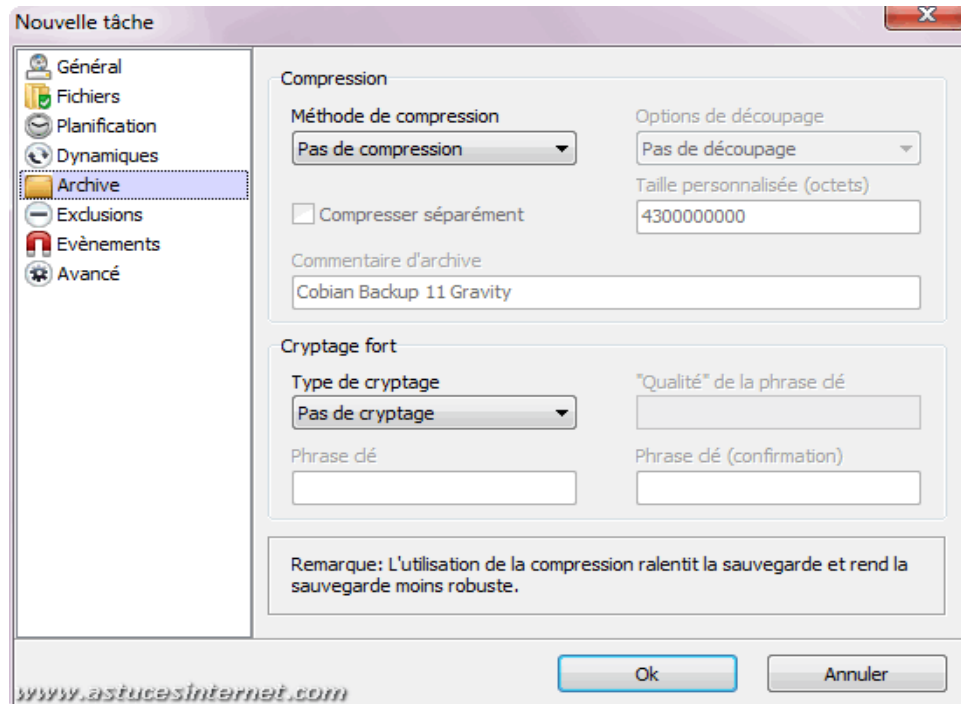 Nouvelle tâche
Général
Fichiers
Planification
Dynamiques
Archive
Exclusions
Evènements
Avancé
Compression
Méthode de compression
Options de découpage
Pas de compression
Pas de découpage
Taille personnalisée (octets)
Compresser séparément
4300000000
Commentaire d'archive
Cobian Backup 11 Gravity
Cryptage fort
Type de cryptage
"Qualité" de la phrase clé
Pas de cryptage
Phrase clé
Phrase clé (confirmation)
Remarque: L'utilisation de la compression ralentit la sauvegarde et rend la
sauvegarde moins robuste.
Ok
Annuler
www.astucesinternet.com